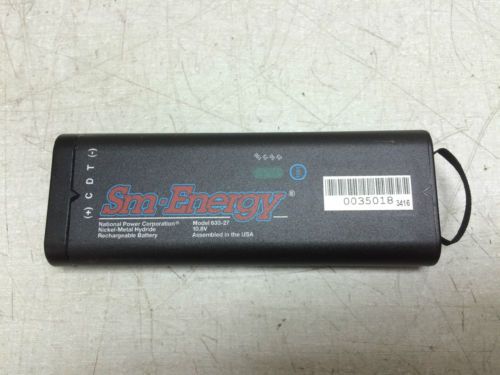 (+) C D T (-)
Sm•Energy®
National Power Corporation®
Nickel-Metal Hydride
Rechargeable Battery
Model 633-27
10.8V
Assembled in the USA
0035018 3416